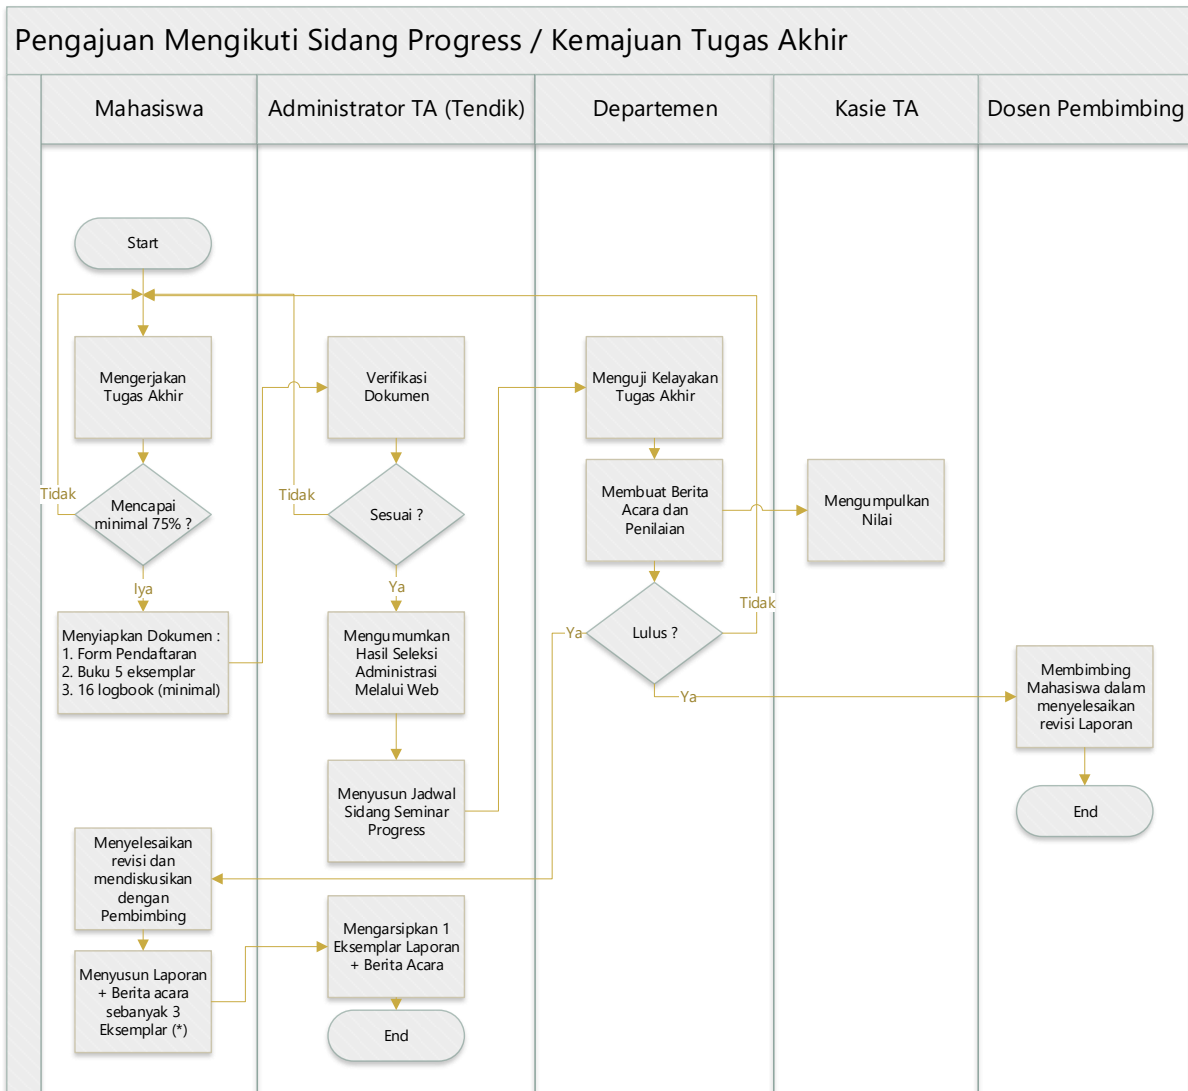 Pengajuan Mengikuti Sidang Progress / Kemajuan Tugas Akhir
Mahasiswa
Administrator TA (Tendik)
Departemen
Kasie TA
Dosen Pembimbing
Start
Mengerjakan
Tugas Akhir
Verifikasi
Dokumen
Menguji Kelayakan
Tugas Akhir
Tidak
Mencapai
minimal 75% ?
Tidak
Sesuai ?
Membuat Berita
Acara dan
Penilaian
Mengumpulkan
Nilai
Iya
Ya
Tidak
Menyiapkan Dokumen :
1. Form Pendaftaran
2. Buku 5 eksemplar
3. 16 logbook (minimal)
Mengumumkan
Hasil Seleksi
Administrasi
Melalui Web
Ya
Lulus ?
Ya
Membimbing
Mahasiswa dalam
menyelesaikan
revisi Laporan
Menyusun Jadwal
Sidang Seminar
Progress
End
Menyelesaikan
revisi dan
mendiskusikan
dengan
Pembimbing
Mengarsipkan 1
Eksemplar Laporan
+ Berita Acara
Menyusun Laporan
+ Berita acara
sebanyak 3
Eksemplar (*)
End